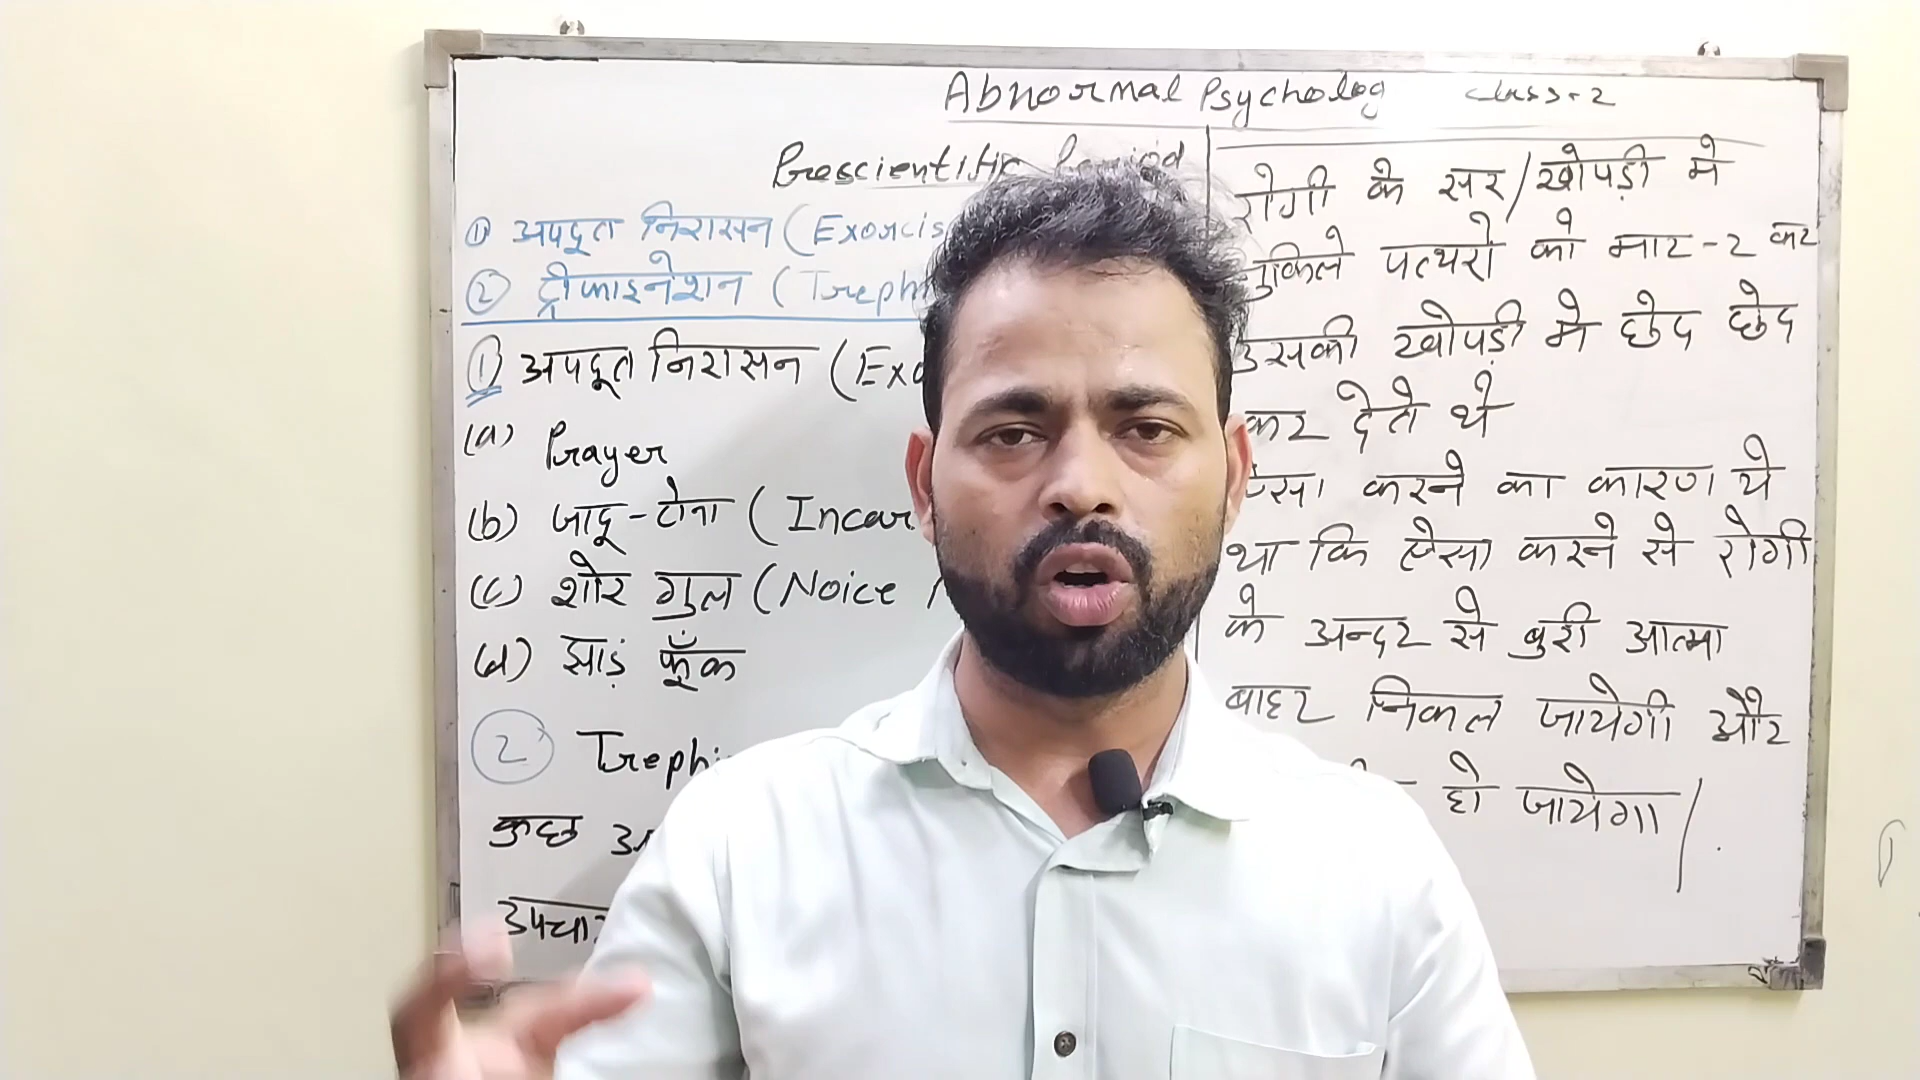 Abnormal Psycholog class-2
Prescientific Period
① अपदूत निरासन (Exorcis
② ट्रीफाइनेशन (Treph
① अपदूत निरासन (Exo
(a) Prayer
(b) जादू-टोना (Incan
(c) शोर गुल (Noice
(d) झाड़ फूँक
2 Trephi
कुछ
उपचा
रोगी के सर/खोपड़ी मे
नुकिले पत्थरो को मार-2 कर
उसकी खोपड़ी मे छेद छेद
कर देते थे
ऐसा करने का कारण ये
था कि ऐसा करने से रोगी
के अन्दर से बुरी आत्मा
बाहर निकल जायेगी और
हो जायेगा।